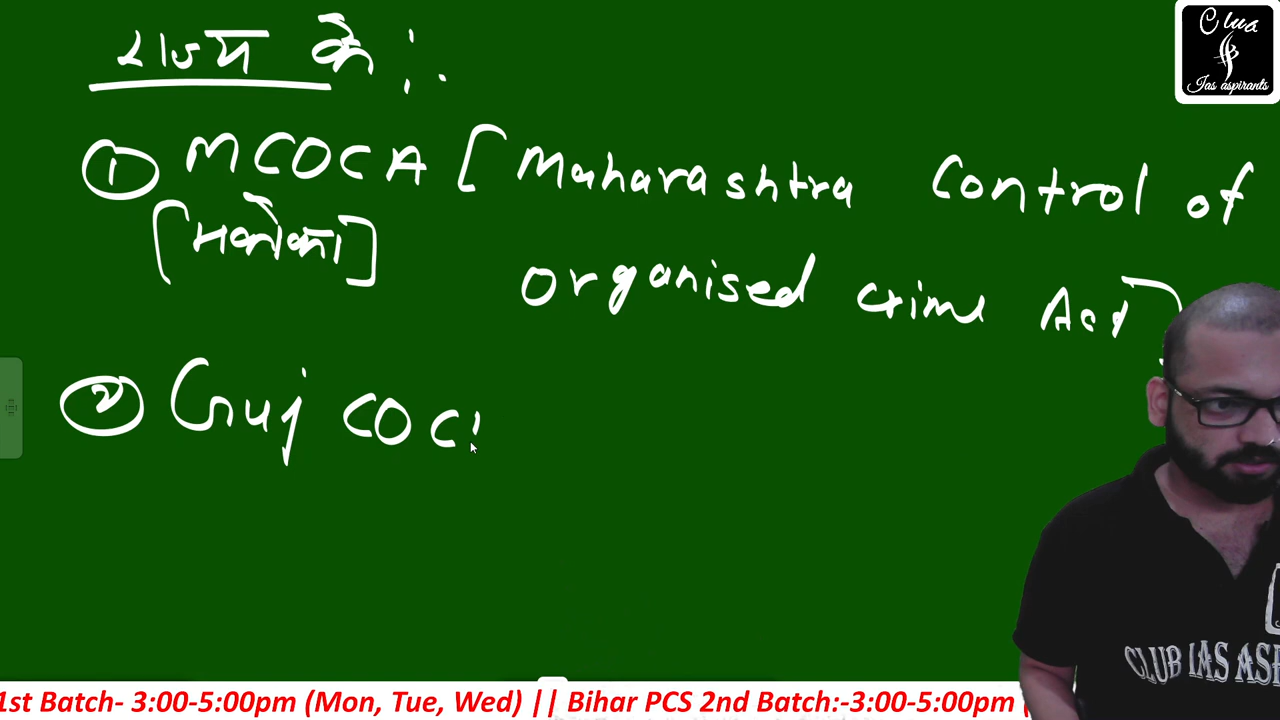 राज्य के :-
① MCOCA [ Maharashtra Control of
[मकोका]
organised crime Act ]
② Guj COC
Club
Ias aspirants
CLUB IAS ASP
1st Batch- 3:00-5:00pm (Mon, Tue, Wed) || Bihar PCS 2nd Batch:-3:00-5:00pm (